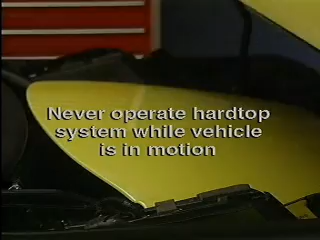 Never operate hardtop
system while vehicle
is in motion